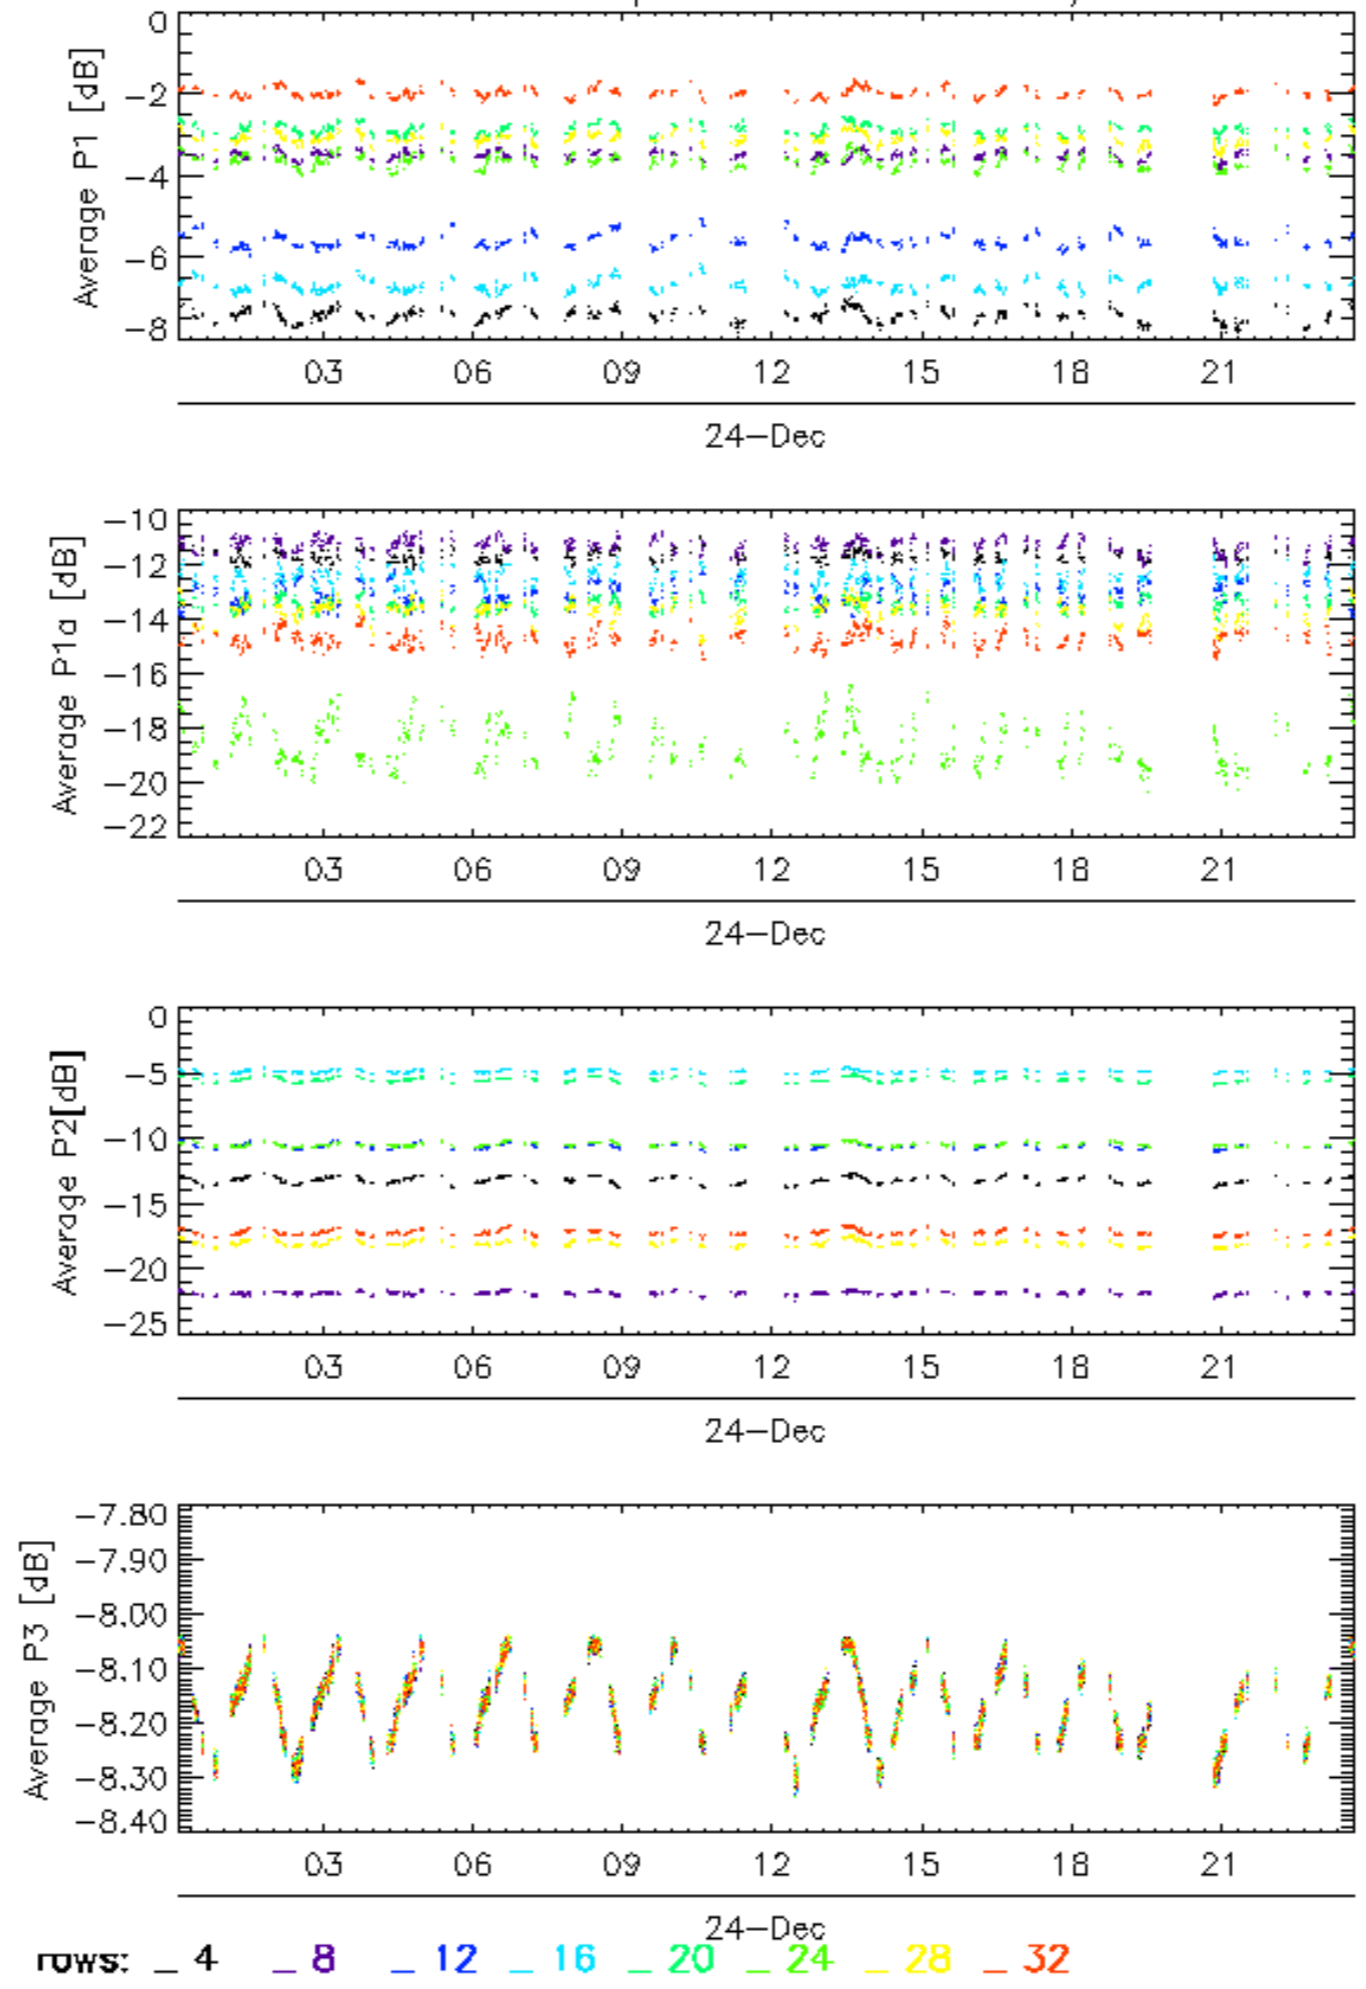 0
−2
−4
−6
−8
Average P1 [dB]
03 06 09 12 15 18 21
24−Dec
−10
−12
−14
−16
−18
−20
−22
Average P1a [dB]
03 06 09 12 15 18 21
24−Dec
0
−5
−10
−15
−20
−25
Average P2[dB]
03 06 09 12 15 18 21
24−Dec
−7.80
−7.90
−8.00
−8.10
−8.20
−8.30
−8.40
Average P3 [dB]
03 06 09 12 15 18 21
24−Dec
rows: _ 4 _ 8 _ 12 _ 16 _ 20 _ 24 _ 28 _ 32